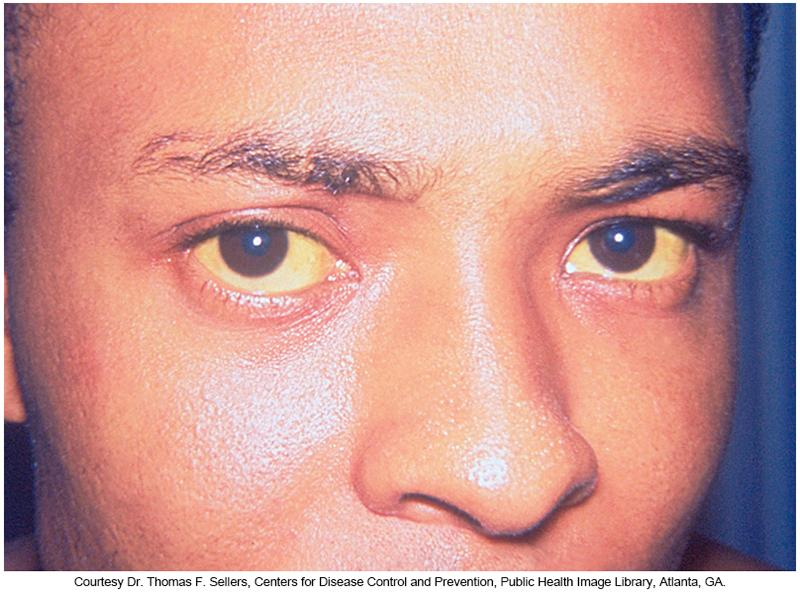 Courtesy Dr. Thomas F. Sellers, Centers for Disease Control and Prevention, Public Health Image Library, Atlanta, GA.